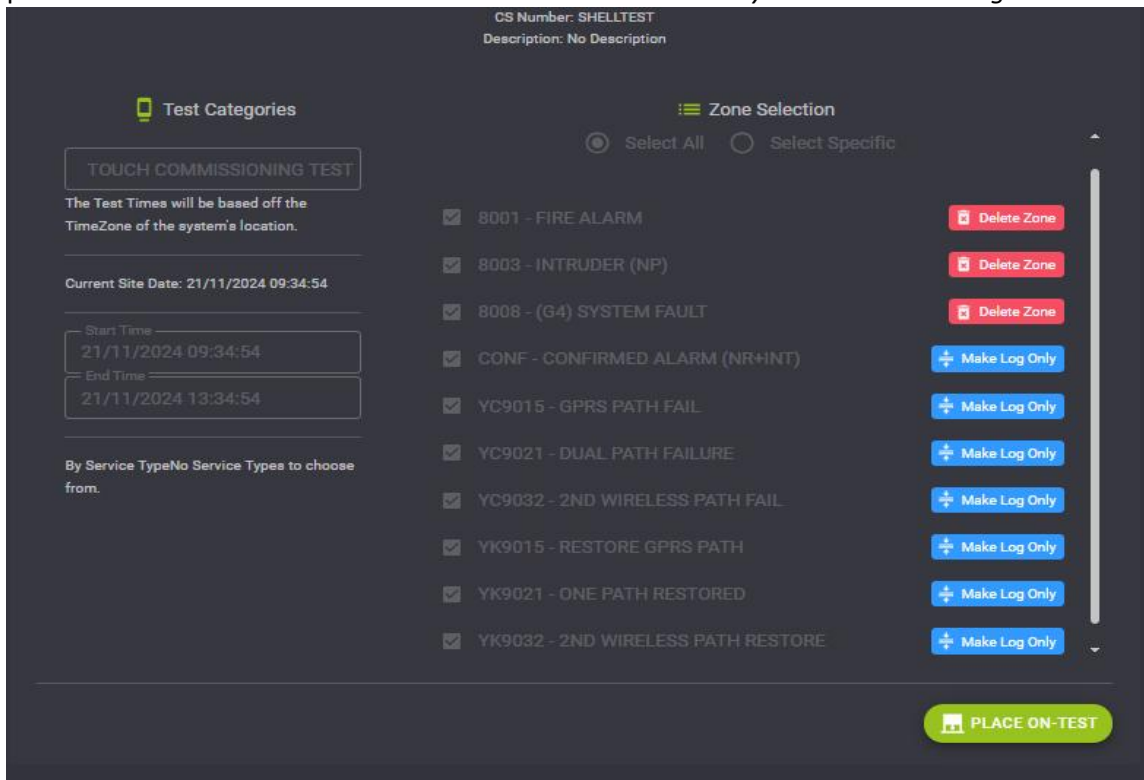 CS Number: SHELLTEST
Description: No Description
Test Categories
TOUCH COMMISSIONING TEST
The Test Times will be based off the
TimeZone of the system's location.
Current Site Date: 21/11/2024 09:34:54
Start Time
21/11/2024 09:34:54
End Time
21/11/2024 13:34:54
By Service TypeNo Service Types to choose
from.
Zone Selection
Select All Select Specific
8001 - FIRE ALARM Delete Zone
8003 - INTRUDER (NP) Delete Zone
8008 - (G4) SYSTEM FAULT Delete Zone
CONF - CONFIRMED ALARM (NR+INT) Make Log Only
YC9015 - GPRS PATH FAIL Make Log Only
YC9021 - DUAL PATH FAILURE Make Log Only
YC9032 - 2ND WIRELESS PATH FAIL Make Log Only
YK9015 - RESTORE GPRS PATH Make Log Only
YK9021 - ONE PATH RESTORED Make Log Only
YK9032 - 2ND WIRELESS PATH RESTORE Make Log Only
PLACE ON-TEST